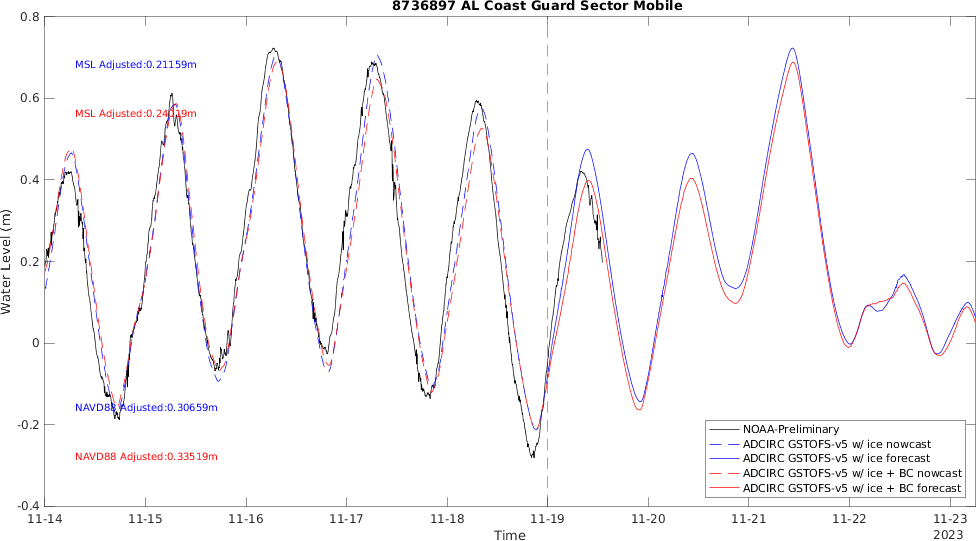 8736897 AL Coast Guard Sector Mobile
0.8
0.6
0.4
0.2
0
-0.2
-0.4
Water Level (m)
MSL Adjusted:0.21159m
MSL Adjusted:
NAVD88 Adjusted:0.30659m
NAVD88 Adjusted:0.33519m
NOAA-Preliminary
ADCIRC GSTOFS-v5 w/ ice nowcast
ADCIRC GSTOFS-v5 w/ ice forecast
ADCIRC GSTOFS-v5 w/ ice + BC nowcast
ADCIRC GSTOFS-v5 w/ ice + BC forecast
11-14 11-15 11-16 11-17 11-18 11-19 11-20 11-21 11-22 11-23
Time
2023